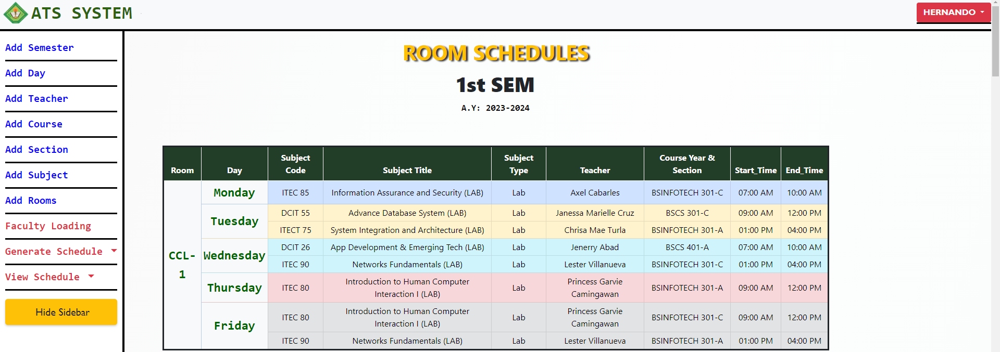 ATS SYSTEM
HERNANDO
Add Semester
Add Day
Add Teacher
Add Course
Add Section
Add Subject
Add Rooms
Faculty Loading
Generate Schedule
View Schedule
Hide Sidebar
ROOM SCHEDULES
1st SEM
A.Y: 2023-2024
Room Day Subject Code Subject Title Subject Type Teacher Course Year & Section Start_Time End_Time
CCL-1
Monday ITEC 85 Information Assurance and Security (LAB) Lab Axel Cabarles BSINFOTECH 301-C 07:00 AM 10:00 AM
Tuesday DCIT 55 Advance Database System (LAB) Lab Janessa Marielle Cruz BSCS 301-C 09:00 AM 12:00 PM
ITECT 75 System Integration and Architecture (LAB) Lab Chrisa Mae Turla BSINFOTECH 301-A 01:00 PM 04:00 PM
Wednesday DCIT 26 App Development & Emerging Tech (LAB) Lab Jenerry Abad BSCS 401-A 07:00 AM 10:00 AM
ITEC 90 Networks Fundamentals (LAB) Lab Lester Villanueva BSINFOTECH 301-C 01:00 PM 04:00 PM
Thursday ITEC 80 Introduction to Human Computer Interaction I (LAB) Lab Princess Garvie Camingawan BSINFOTECH 301-A 09:00 AM 12:00 PM
Friday ITEC 80 Introduction to Human Computer Interaction I (LAB) Lab Princess Garvie Camingawan BSINFOTECH 301-C 09:00 AM 12:00 PM
ITEC 90 Networks Fundamentals (LAB) Lab Lester Villanueva BSINFOTECH 301-A 01:00 PM 04:00 PM